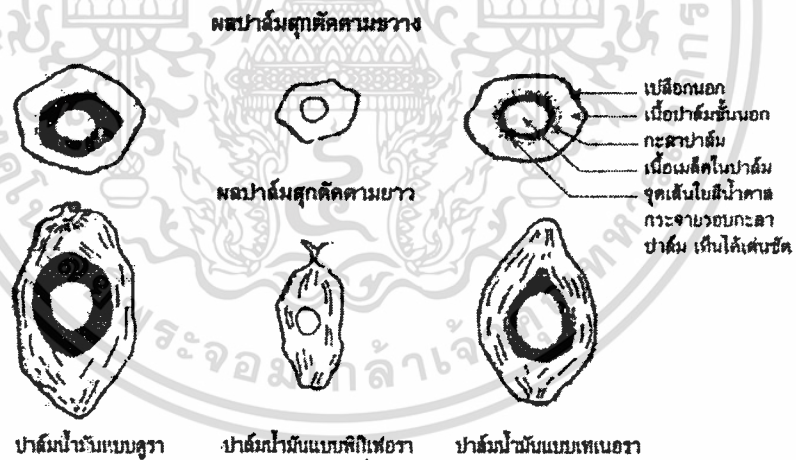 ผลปาล์มสุกตัดตามขวาง
เปลือกนอก
เนื้อปาล์มชั้นนอก
กะลาปาล์ม
เนื้อเมล็ดในปาล์ม
จุดเส้นใยสีน้ำตาล
กระจายรอบกะลา
ปาล์ม เห็นได้เด่นชัด
ผลปาล์มสุกตัดตามยาว
ปาล์มน้ำมันแบบดูรา
ปาล์มน้ำมันแบบพิกิเฟอรา
ปาล์มน้ำมันแบบเทเนอรา